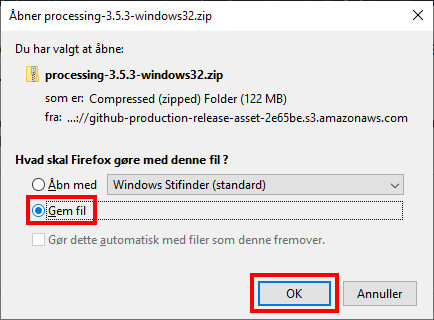 Åbner processing-3.5.3-windows32.zip
Du har valgt at åbne:
processing-3.5.3-windows32.zip
som er: Compressed (zipped) Folder (122 MB)
fra: ...://github-production-release-asset-2e65be.s3.amazonaws.com
Hvad skal Firefox gøre med denne fil ?
Åbn med Windows Stifinder (standard)
Gem fil
Gør dette automatisk med filer som denne fremover.
OK Annuller